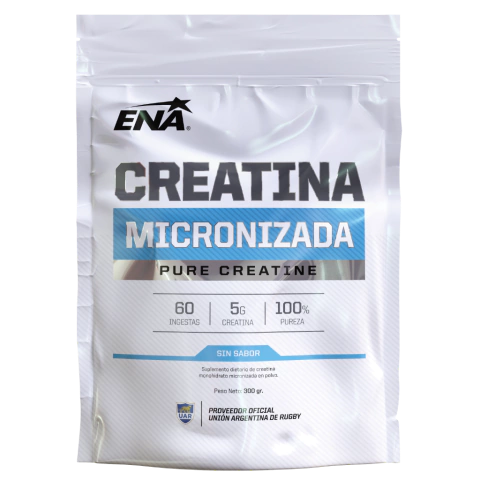 ENA®
CREATINA
MICRONIZADA
PURE CREATINE
60 INGESTAS
5G CREATINA
100% PUREZA
SIN SABOR
Suplemento dietario de creatina
monohidrato micronizada en polvo.
Peso Neto: 300 gr.
UAR
PROVEEDOR OFICIAL
UNIÓN ARGENTINA DE RUGBY